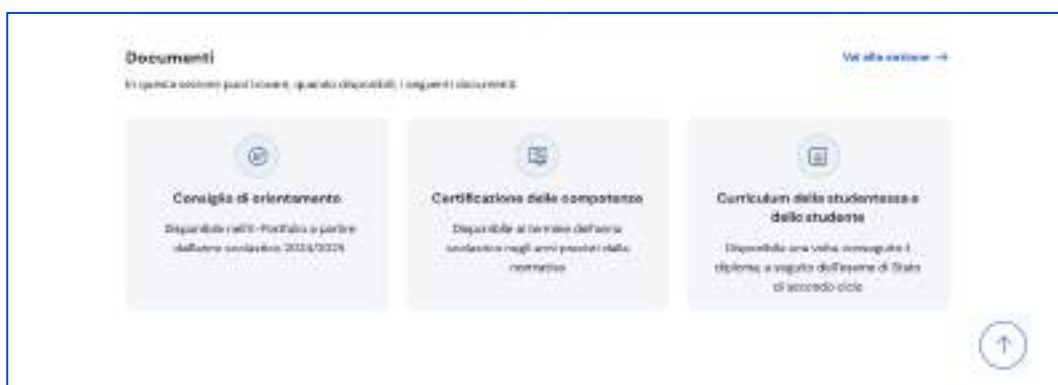 Documenti
Vai alla sezione →
In questa sezione puoi trovare, quando disponibili, i seguenti documenti
Consiglio di orientamento
Disponibile nell'E-Portfolio a partire
dall'anno scolastico 2024/2025
Certificazione delle competenze
Disponibile al termine dell'anno
scolastico negli anni previsti dalla
normativa
Curriculum della studentessa e
dello studente
Disponibile una volta conseguito il
diploma, a seguito dell'esame di Stato
di secondo ciclo